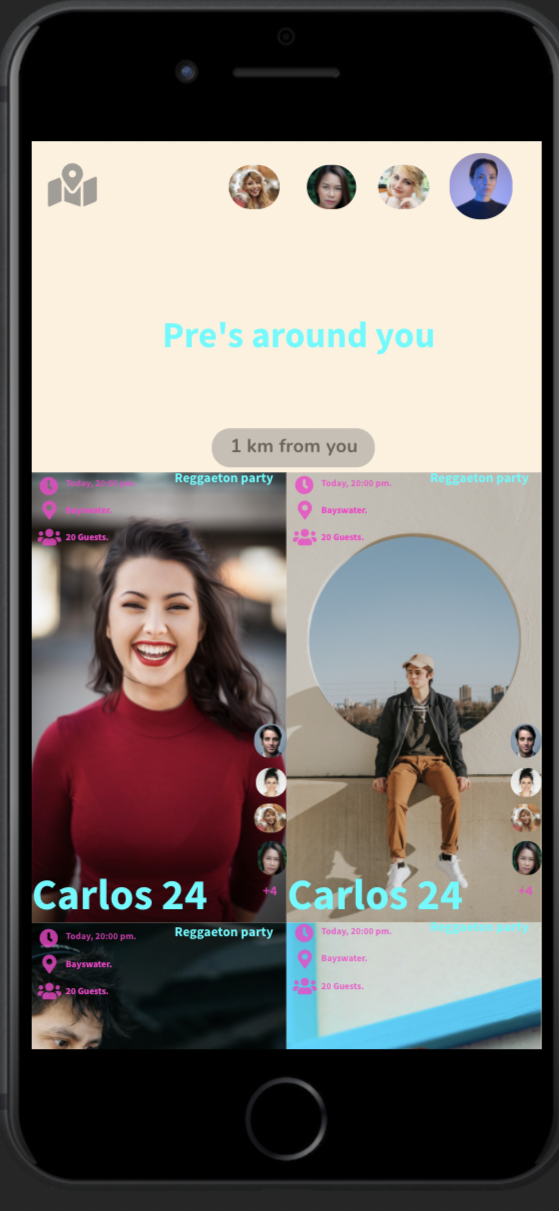 Pre's around you
1 km from you
Today, 20:00 pm.
Reggaeton party
Bayswater.
20 Guests.
Carlos 24
+4
Today, 20:00 pm.
Reggaeton party
Bayswater.
20 Guests.
Carlos 24
+4
Today, 20:00 pm.
Reggaeton party
Bayswater.
20 Guests.
Today, 20:00 pm.
Reggaeton party
Bayswater.
20 Guests.